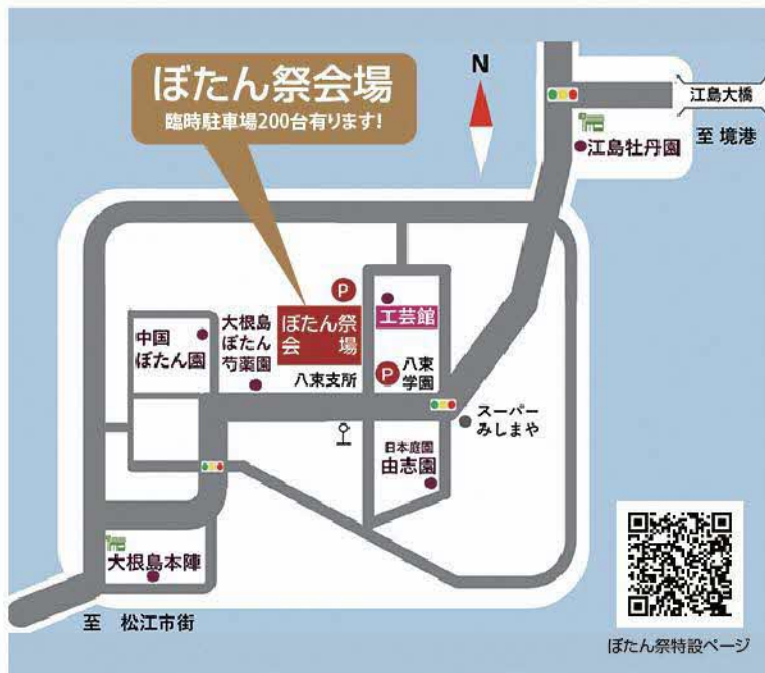 ぼたん祭会場
臨時駐車場200台有ります!
N
江島大橋
至 境港
江島牡丹園
P
工芸館
ぼたん祭
会場
大根島
ぼたん
芍薬園
中国
ぼたん園
八束支所
P
八束
学園
スーパー
みしまや
日本庭園
由志園
大根島本陣
至 松江市街
ぼたん祭特設ページ